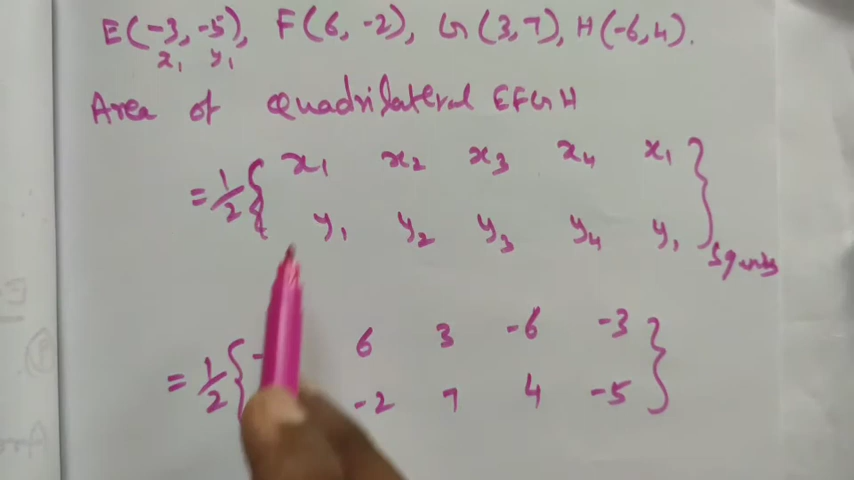 E(-3,-5), F(6,-2), G(3,7), H(-6,4).
x₁ y₁
Area of Quadrilateral EFGH
= 1/2 { x₁ x₂ x₃ x₄ x₁ }
y₁ y₂ y₃ y₄ y₁ Sq.units
= 1/2 { - 6 3 -6 -3 }
-2 7 4 -5